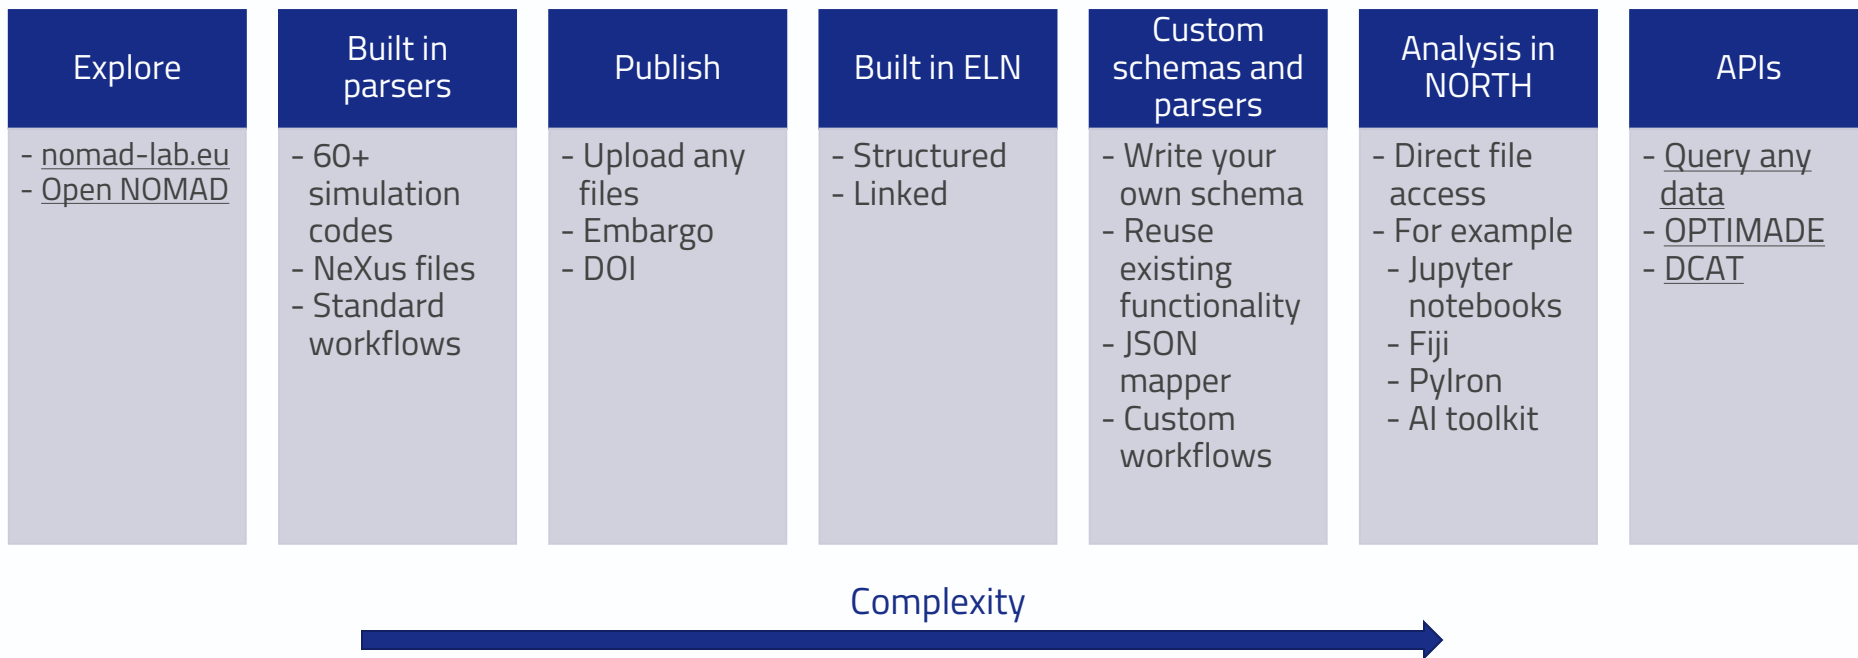 Explore
- nomad-lab.eu
- Open NOMAD
Built in
parsers
- 60+
simulation
codes
- NeXus files
- Standard
workflows
Publish
- Upload any
files
- Embargo
- DOI
Built in ELN
- Structured
- Linked
Custom
schemas and
parsers
- Write your
own schema
- Reuse
existing
functionality
- JSON
mapper
- Custom
workflows
Analysis in
NORTH
- Direct file
access
- For example
- Jupyter
notebooks
- Fiji
- PyIron
- AI toolkit
APIs
- Query any
data
- OPTIMADE
- DCAT
Complexity